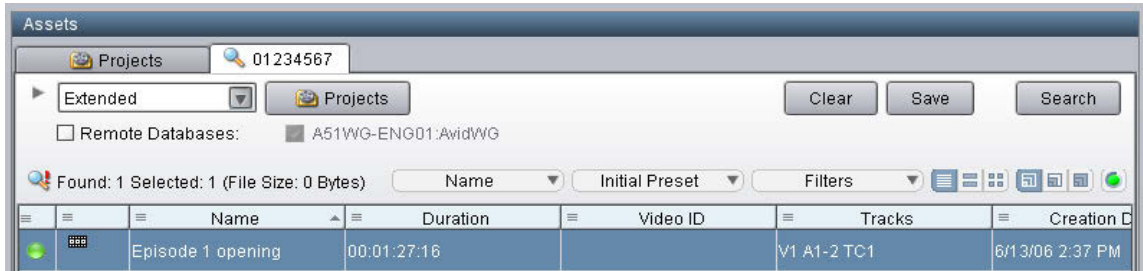 Assets
Projects 01234567
Extended Projects Clear Save Search
Remote Databases: A51WG-ENG01:AvidWG
Found: 1 Selected: 1 (File Size: 0 Bytes) Name Initial Preset Filters
Name Duration Video ID Tracks Creation D
Episode 1 opening 00:01:27:16 V1 A1-2 TC1 6/13/06 2:37 PM